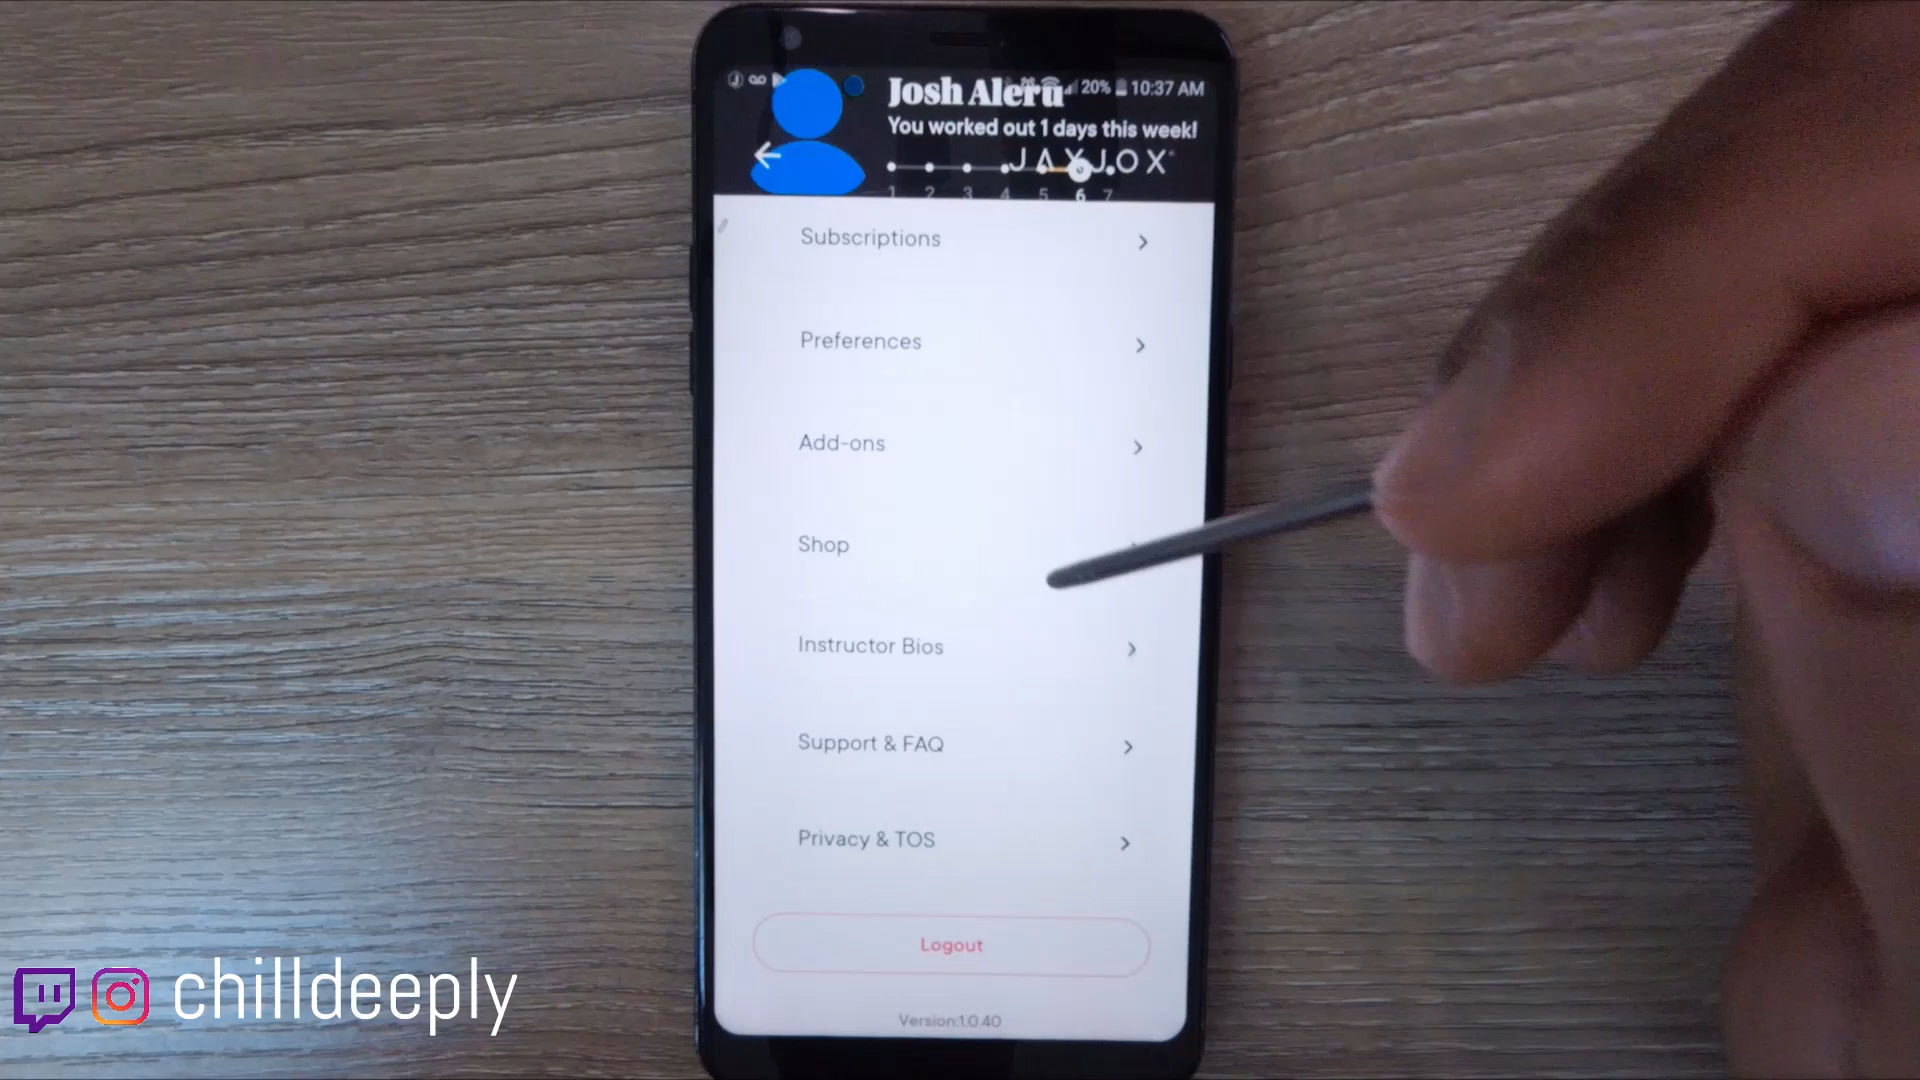 Josh Aleru
20% 10:37 AM
You worked out 1 days this week!
JAXJOX
1 2 3 4 5 6 7
Subscriptions
Preferences
Add-ons
Shop
Instructor Bios
Support & FAQ
Privacy & TOS
Logout
Version:1.0.40
chilldeeply